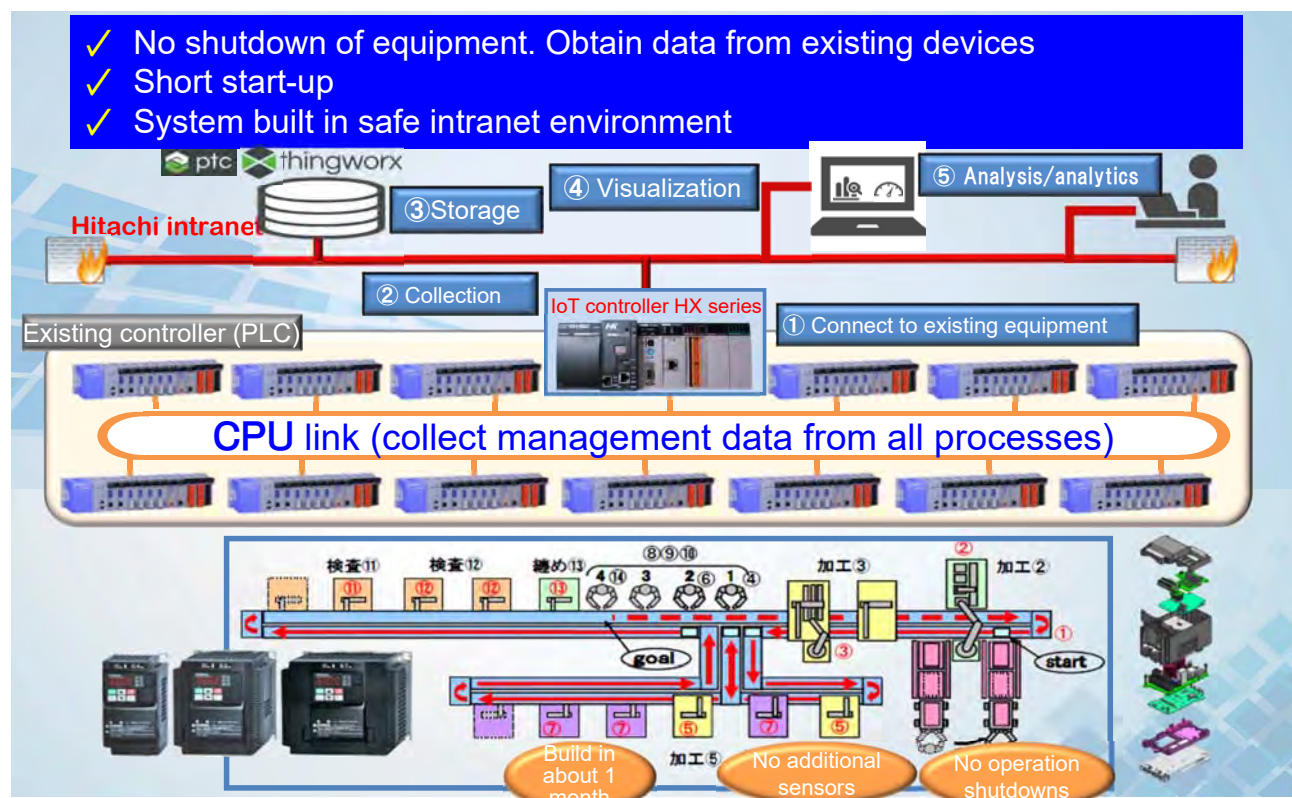 ✓ No shutdown of equipment. Obtain data from existing devices
✓ Short start-up
✓ System built in safe intranet environment
ptc thingworx
③Storage
④ Visualization
⑤ Analysis/analytics
Hitachi intranet
② Collection
IoT controller HX series
① Connect to existing equipment
Existing controller (PLC)
CPU link (collect management data from all processes)
検査⑪
検査⑫
纏め⑬
⑧⑨⑩
加工③
②
加工②
⑪
⑫
⑫
⑬
4⑭
3
2⑥
1④
③
①
goal
start
⑦
⑦
⑤
⑦
⑤
加工⑤
Build in
about 1
month
No additional
sensors
No operation
shutdowns